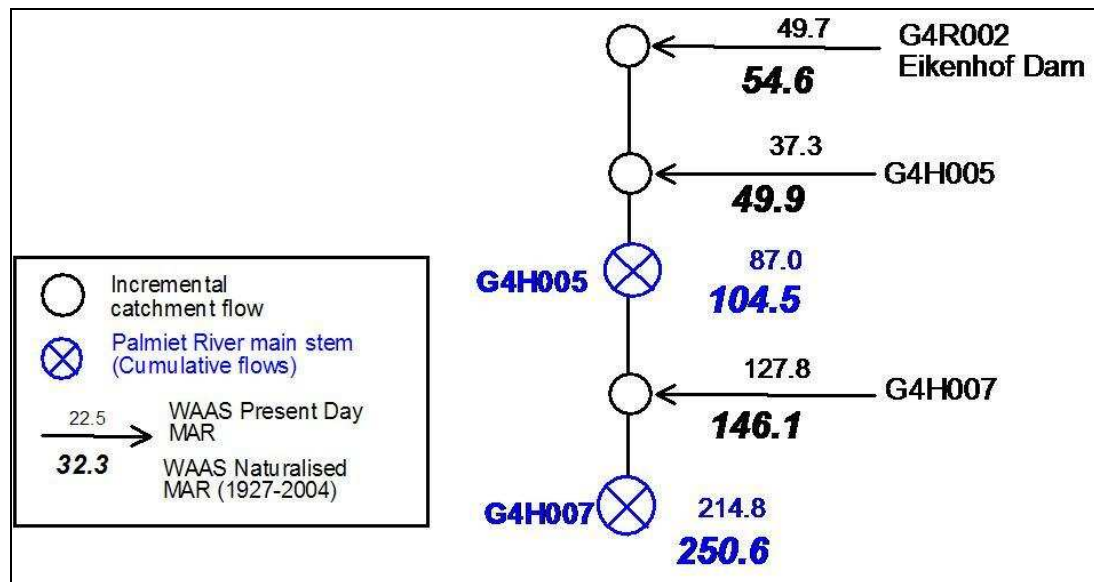 49.7
G4R002
Eikenhof Dam
54.6
37.3
G4H005
49.9
G4H005
87.0
104.5
127.8
G4H007
146.1
G4H007
214.8
250.6
Incremental
catchment flow
Palmiet River main stem
(Cumulative flows)
22.5
WAAS Present Day
MAR
32.3
WAAS Naturalised
MAR (1927-2004)